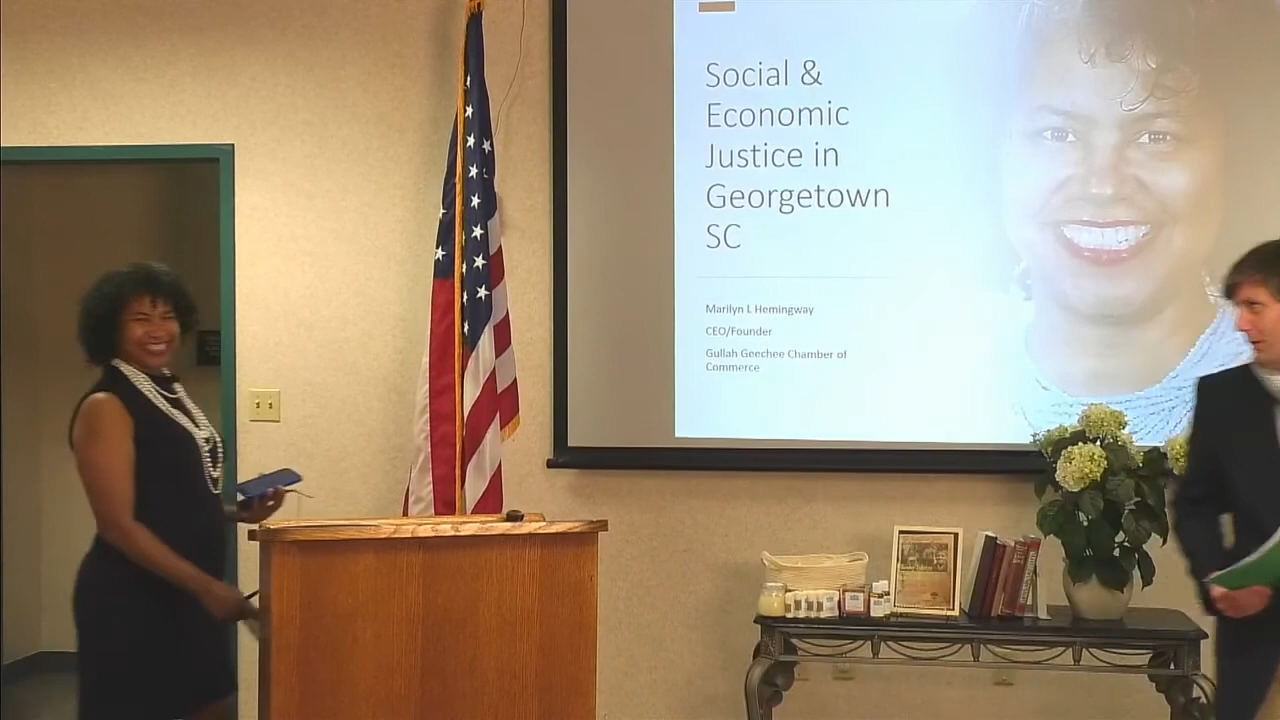 Social &
Economic
Justice in
Georgetown
SC
Marilyn L Hemingway
CEO/Founder
Gullah Geechee Chamber of
Commerce